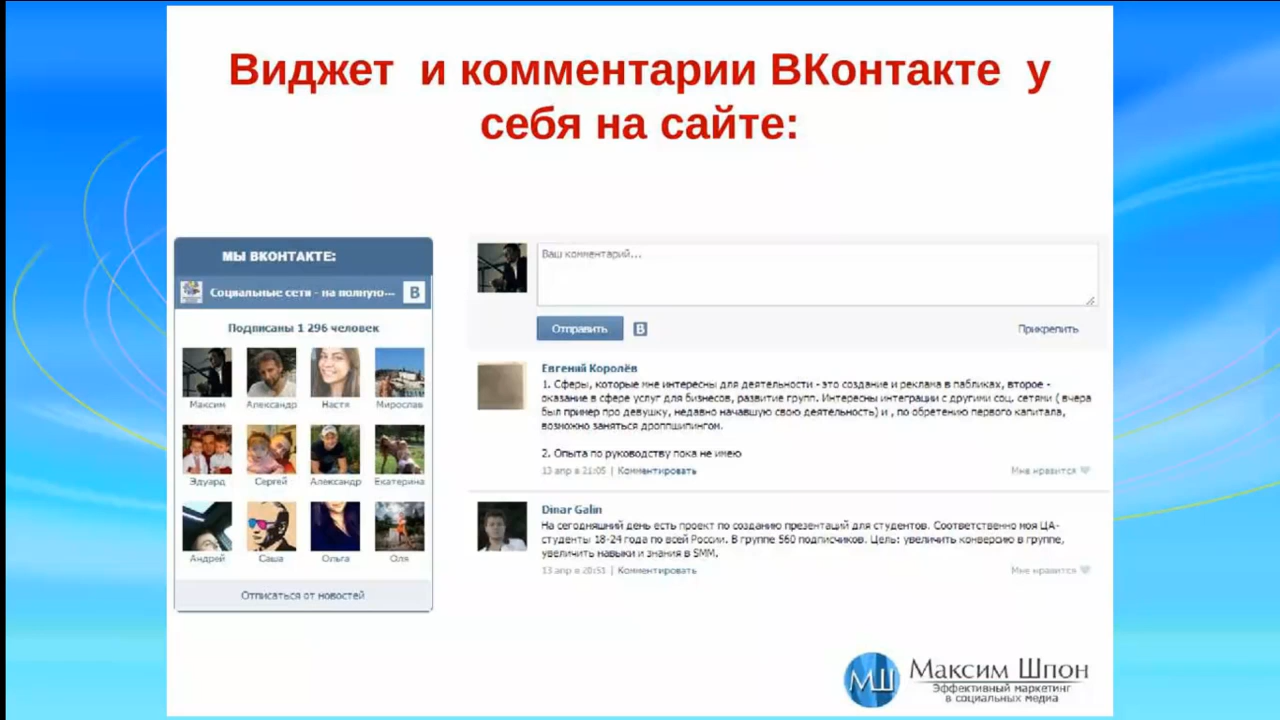 Виджет и комментарии ВКонтакте у
себя на сайте:
МЫ ВКОНТАКТЕ:
Социальные сети - на полную...
B
Подписаны 1 296 человек
Максим Александр Настя Мирослав
Эдуард Сергей Александр Екатерина
Андрей Саша Ольга Оля
Отписаться от новостей
Ваш комментарий...
Отправить
B
Прикрепить
Евгений Королёв
1. Сферы, которые мне интересны для деятельности - это создание и реклама в пабликах, второе -
оказание в сфере услуг для бизнесов, развитие групп. Интересны интеграции с другими соц. сетями ( вчера
был пример про девушку, недавно начавшую свою деятельность) и , по обретению первого капитала,
возможно заняться дроппшипингом.
2. Опыта по руководству пока не имею
13 апр в 21:05 | Комментировать
Мне нравится
Dinar Galin
На сегодняшний день есть проект по созданию презентаций для студентов. Соответственно моя ЦА-
студенты 18-24 года по всей России. В группе 560 подписчиков. Цель: увеличить конверсию в группе,
увеличить навыки и знания в SMM.
13 апр в 20:51 | Комментировать
Мне нравится
МШ
Максим Шпон
Эффективный маркетинг
в социальных медиа